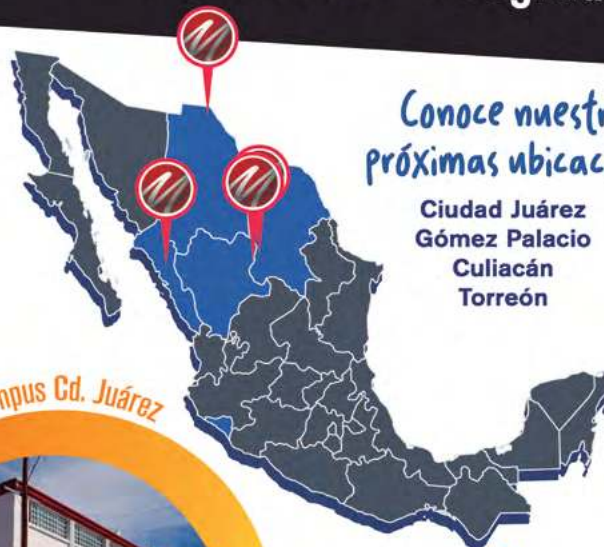 Conoce nuestr
próximas ubicac
Ciudad Juárez
Gómez Palacio
Culiacán
Torreón
mpus Cd. Juárez